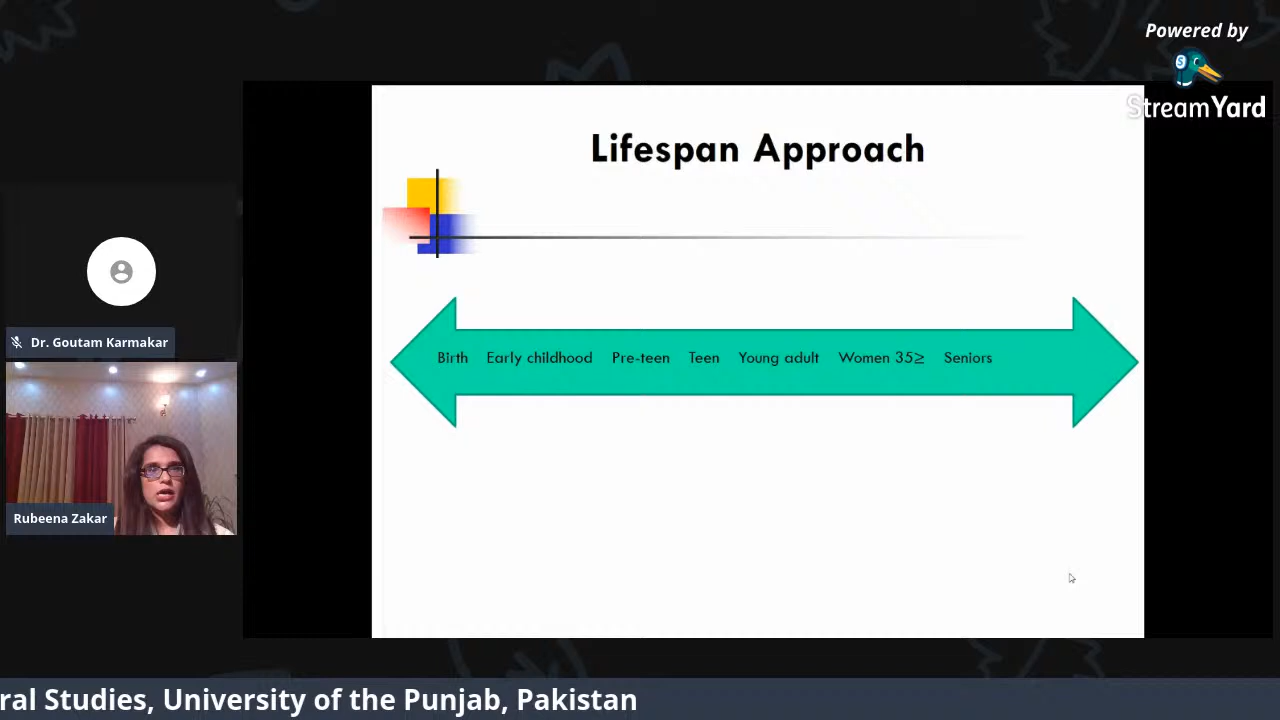 Powered by
StreamYard
Lifespan Approach
Birth Early childhood Pre-teen Teen Young adult Women 35≥ Seniors
Dr. Goutam Karmakar
Rubeena Zakar
ral Studies, University of the Punjab, Pakistan